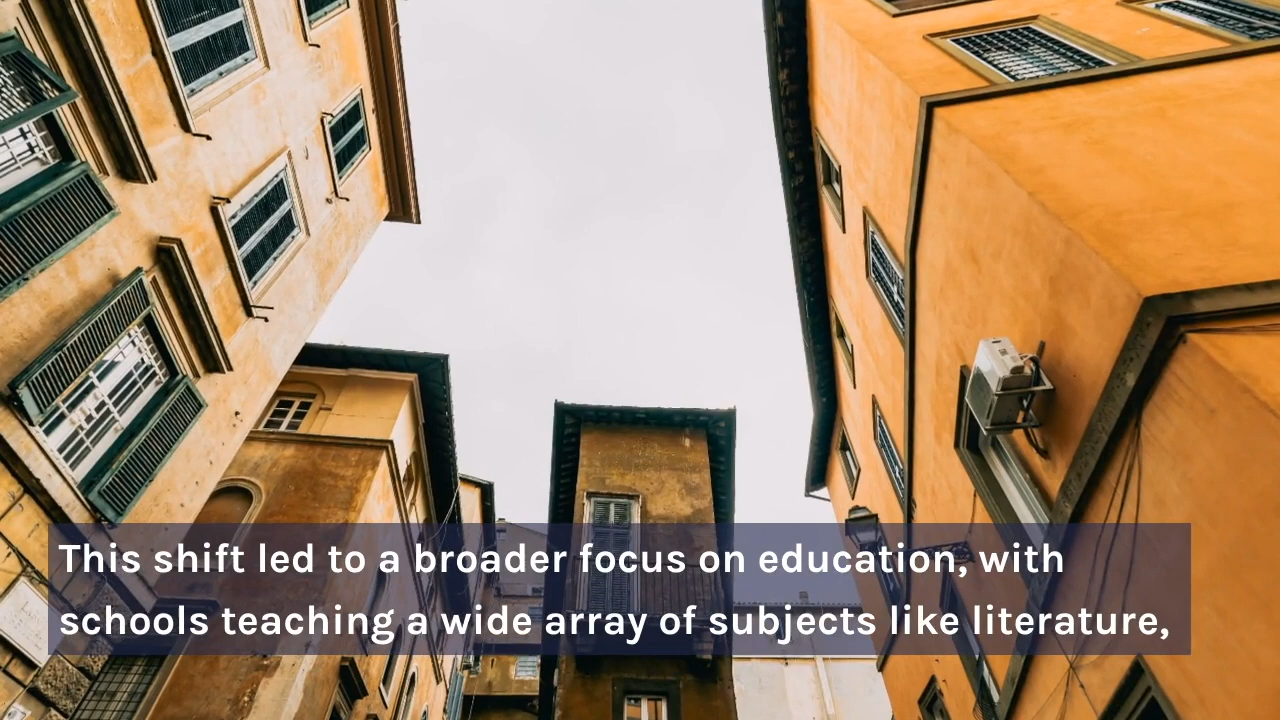 This shift led to a broader focus on education, with
schools teaching a wide array of subjects like literature,